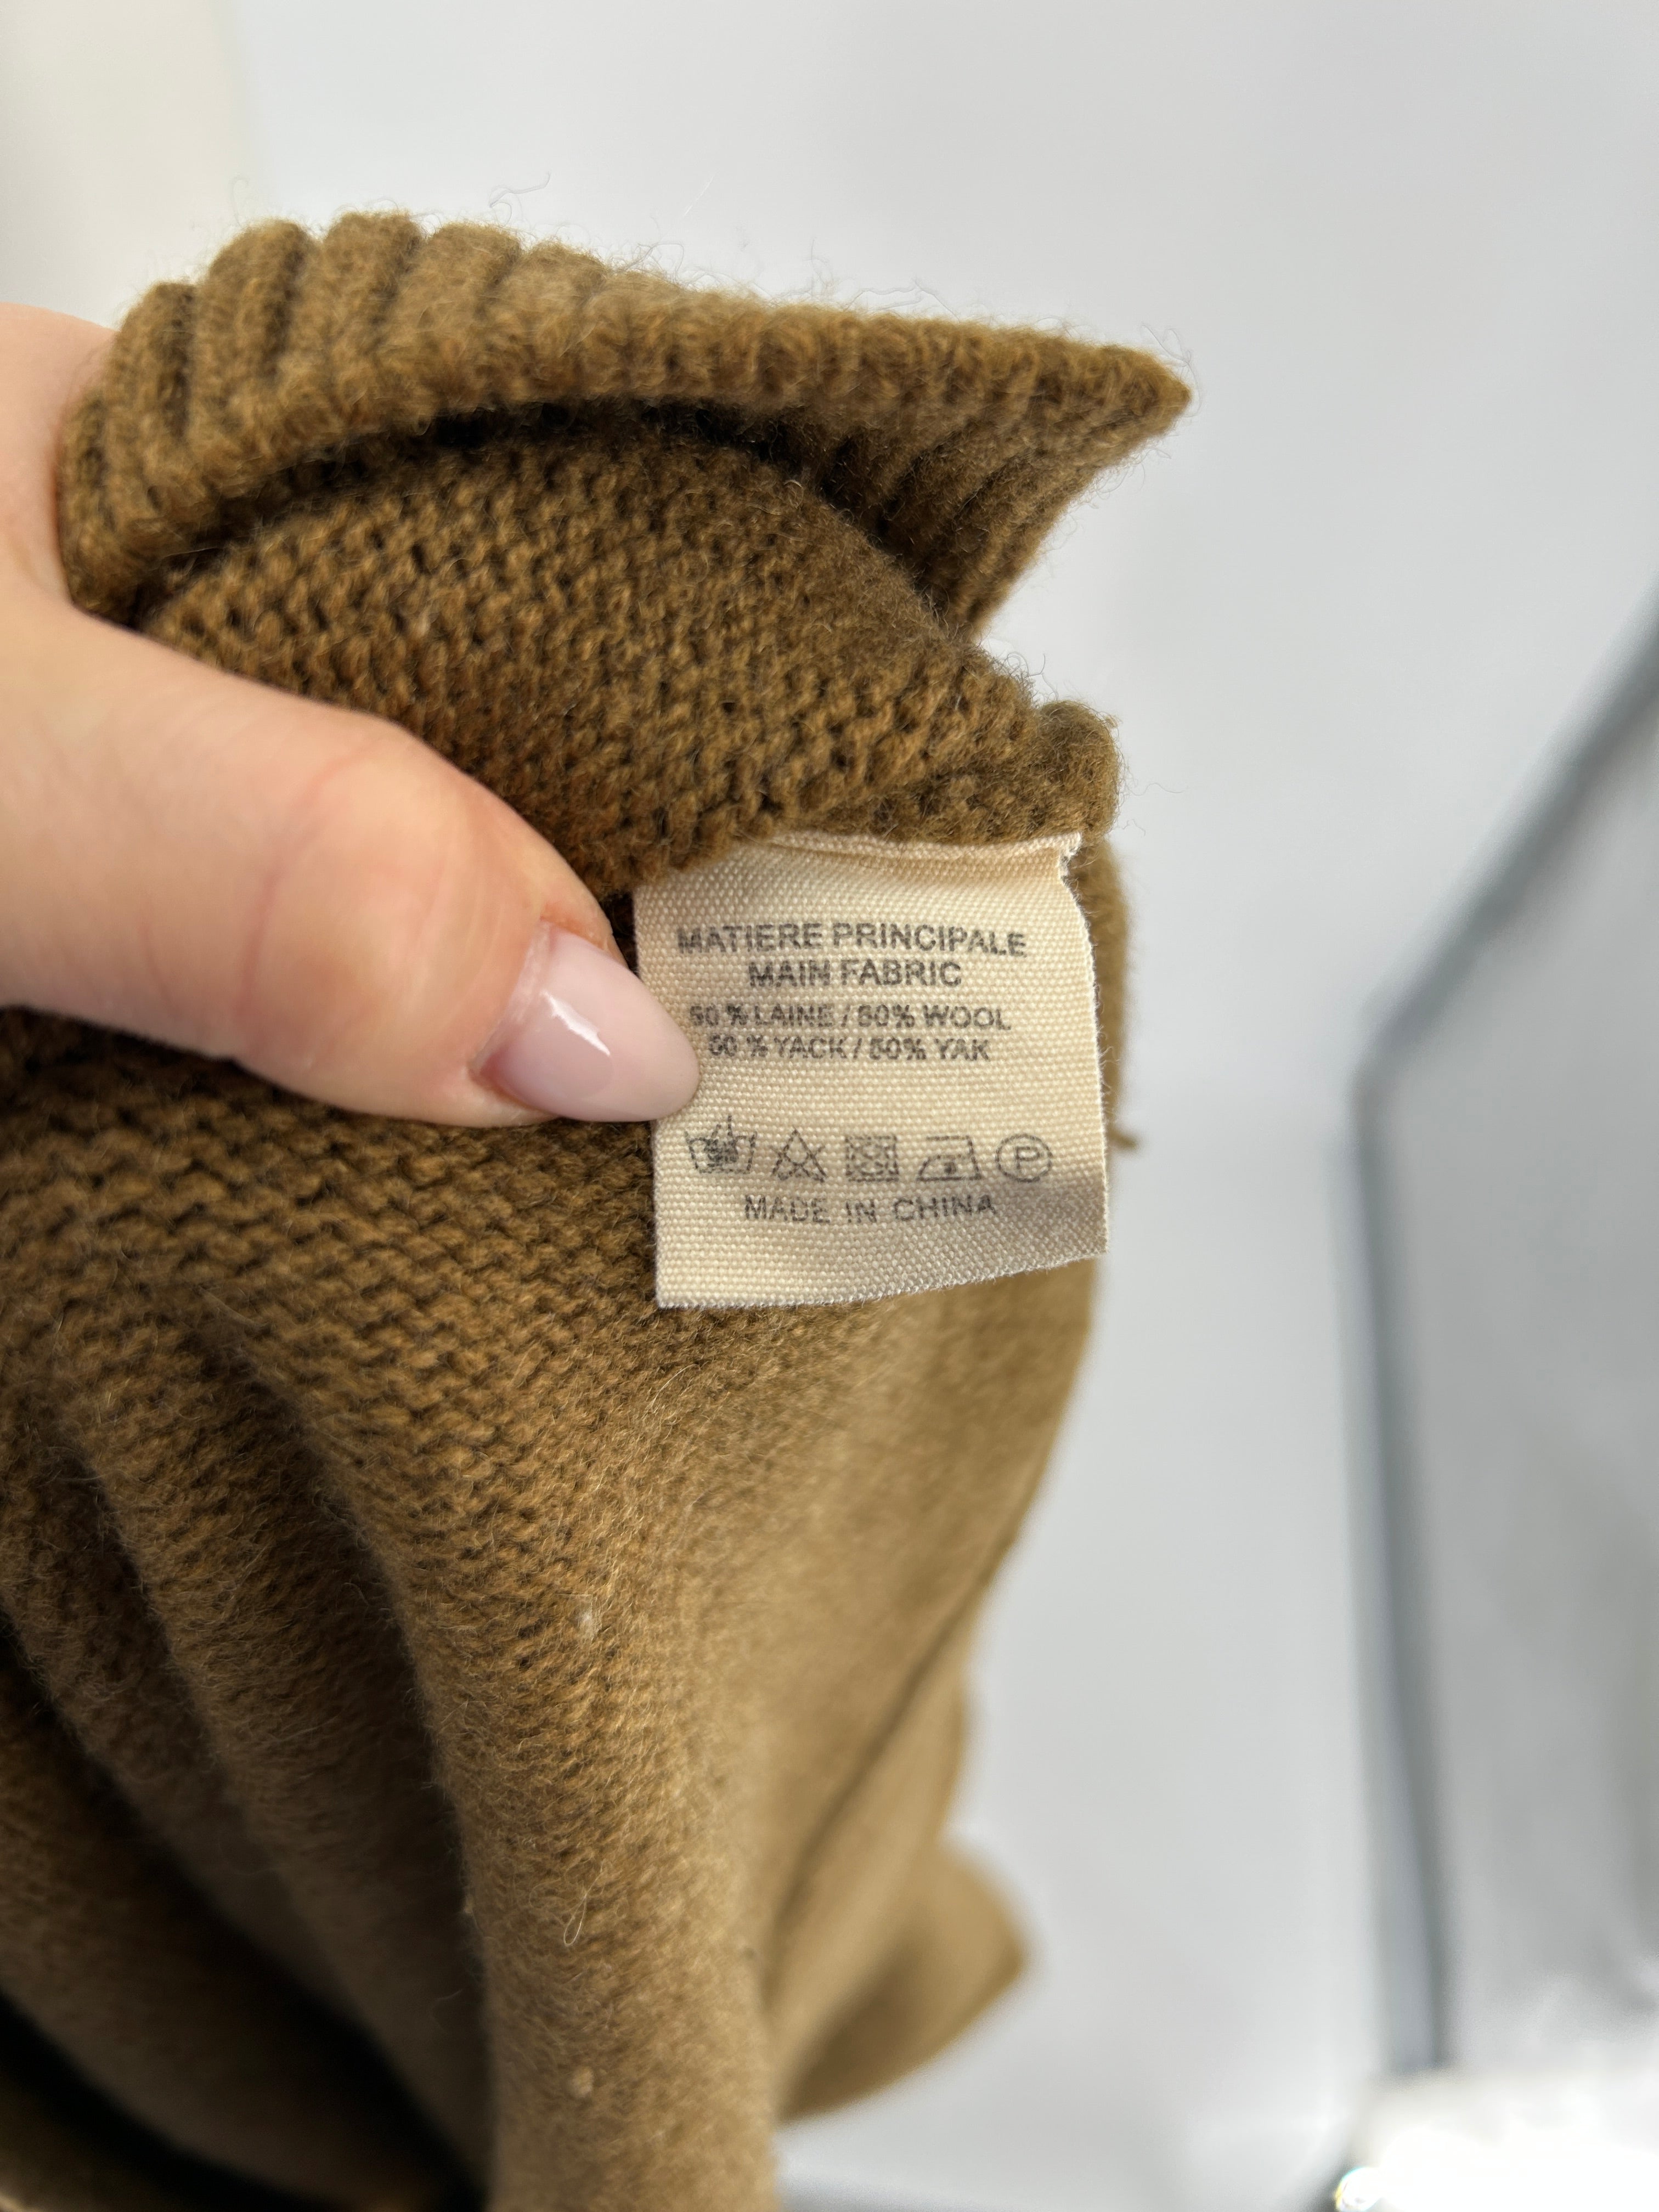 MATIERE PRINCIPALE
MAIN FABRIC
50 % LAINE / 50% WOOL
50 % YACK / 50% YAK
P
MADE IN CHINA